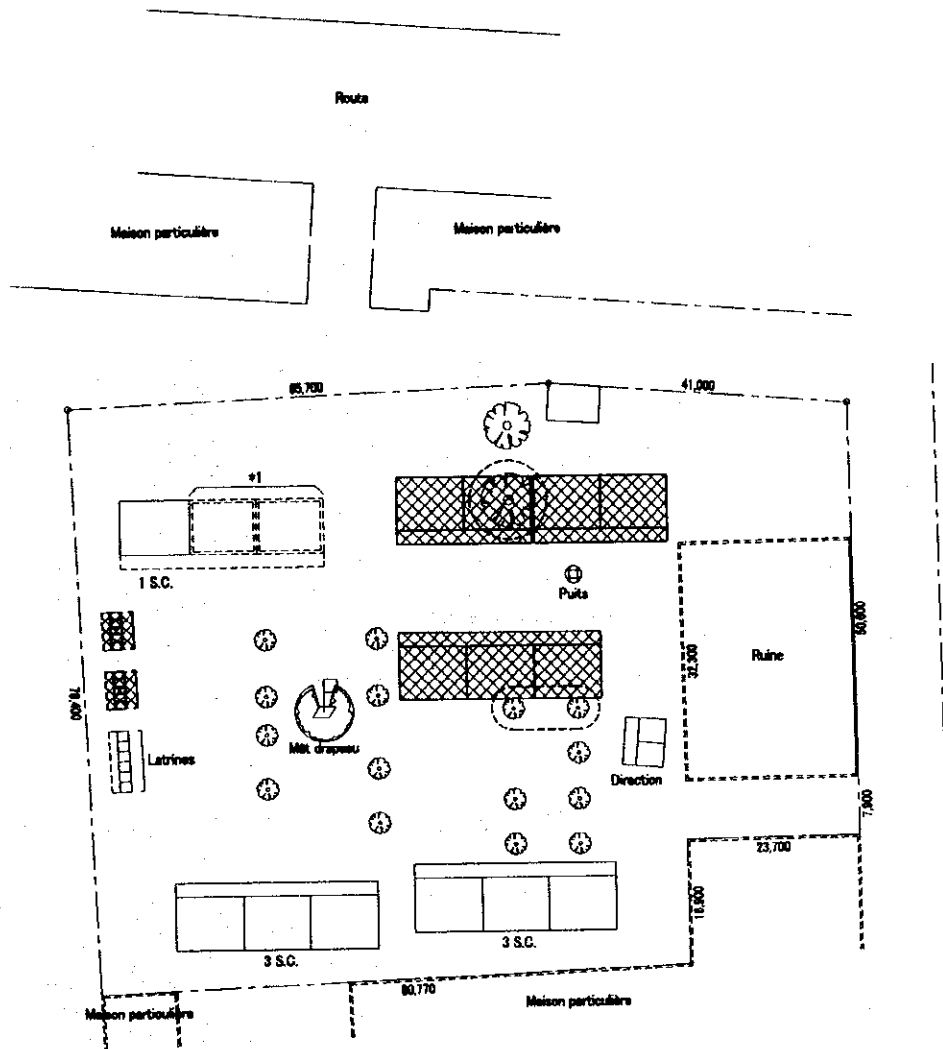 Route
Maison particulière
Maison particulière
65,700
41,000
*1
1 S.C.
Puits
Ruine
32,300
50,600
78,400
Mât drapeau
Latrines
Direction
7,900
23,700
18,900
3 S.C.
3 S.C.
80,770
Maison particulière
Maison particulière